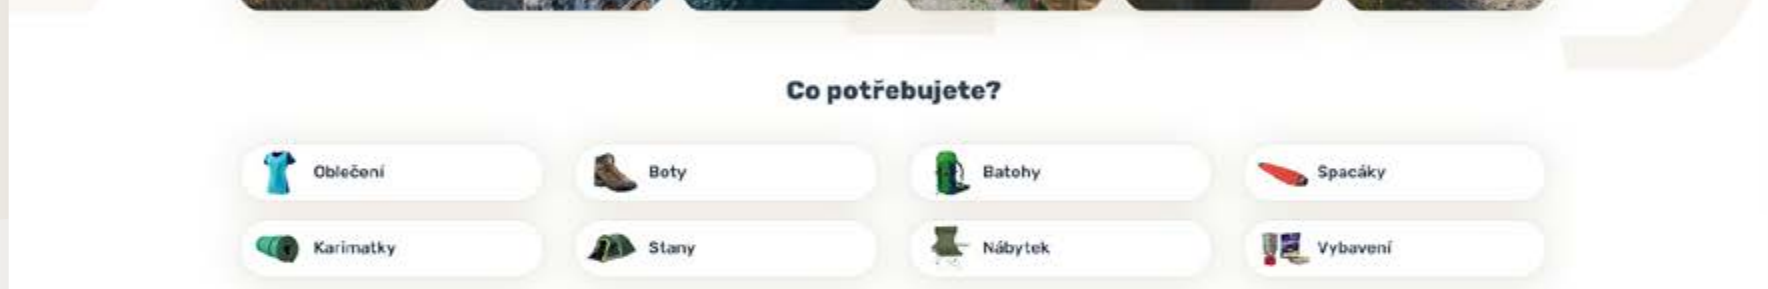 Co potřebujete?
Oblečení
Boty
Batohy
Spacáky
Karimatky
Stany
Nábytek
Vybavení